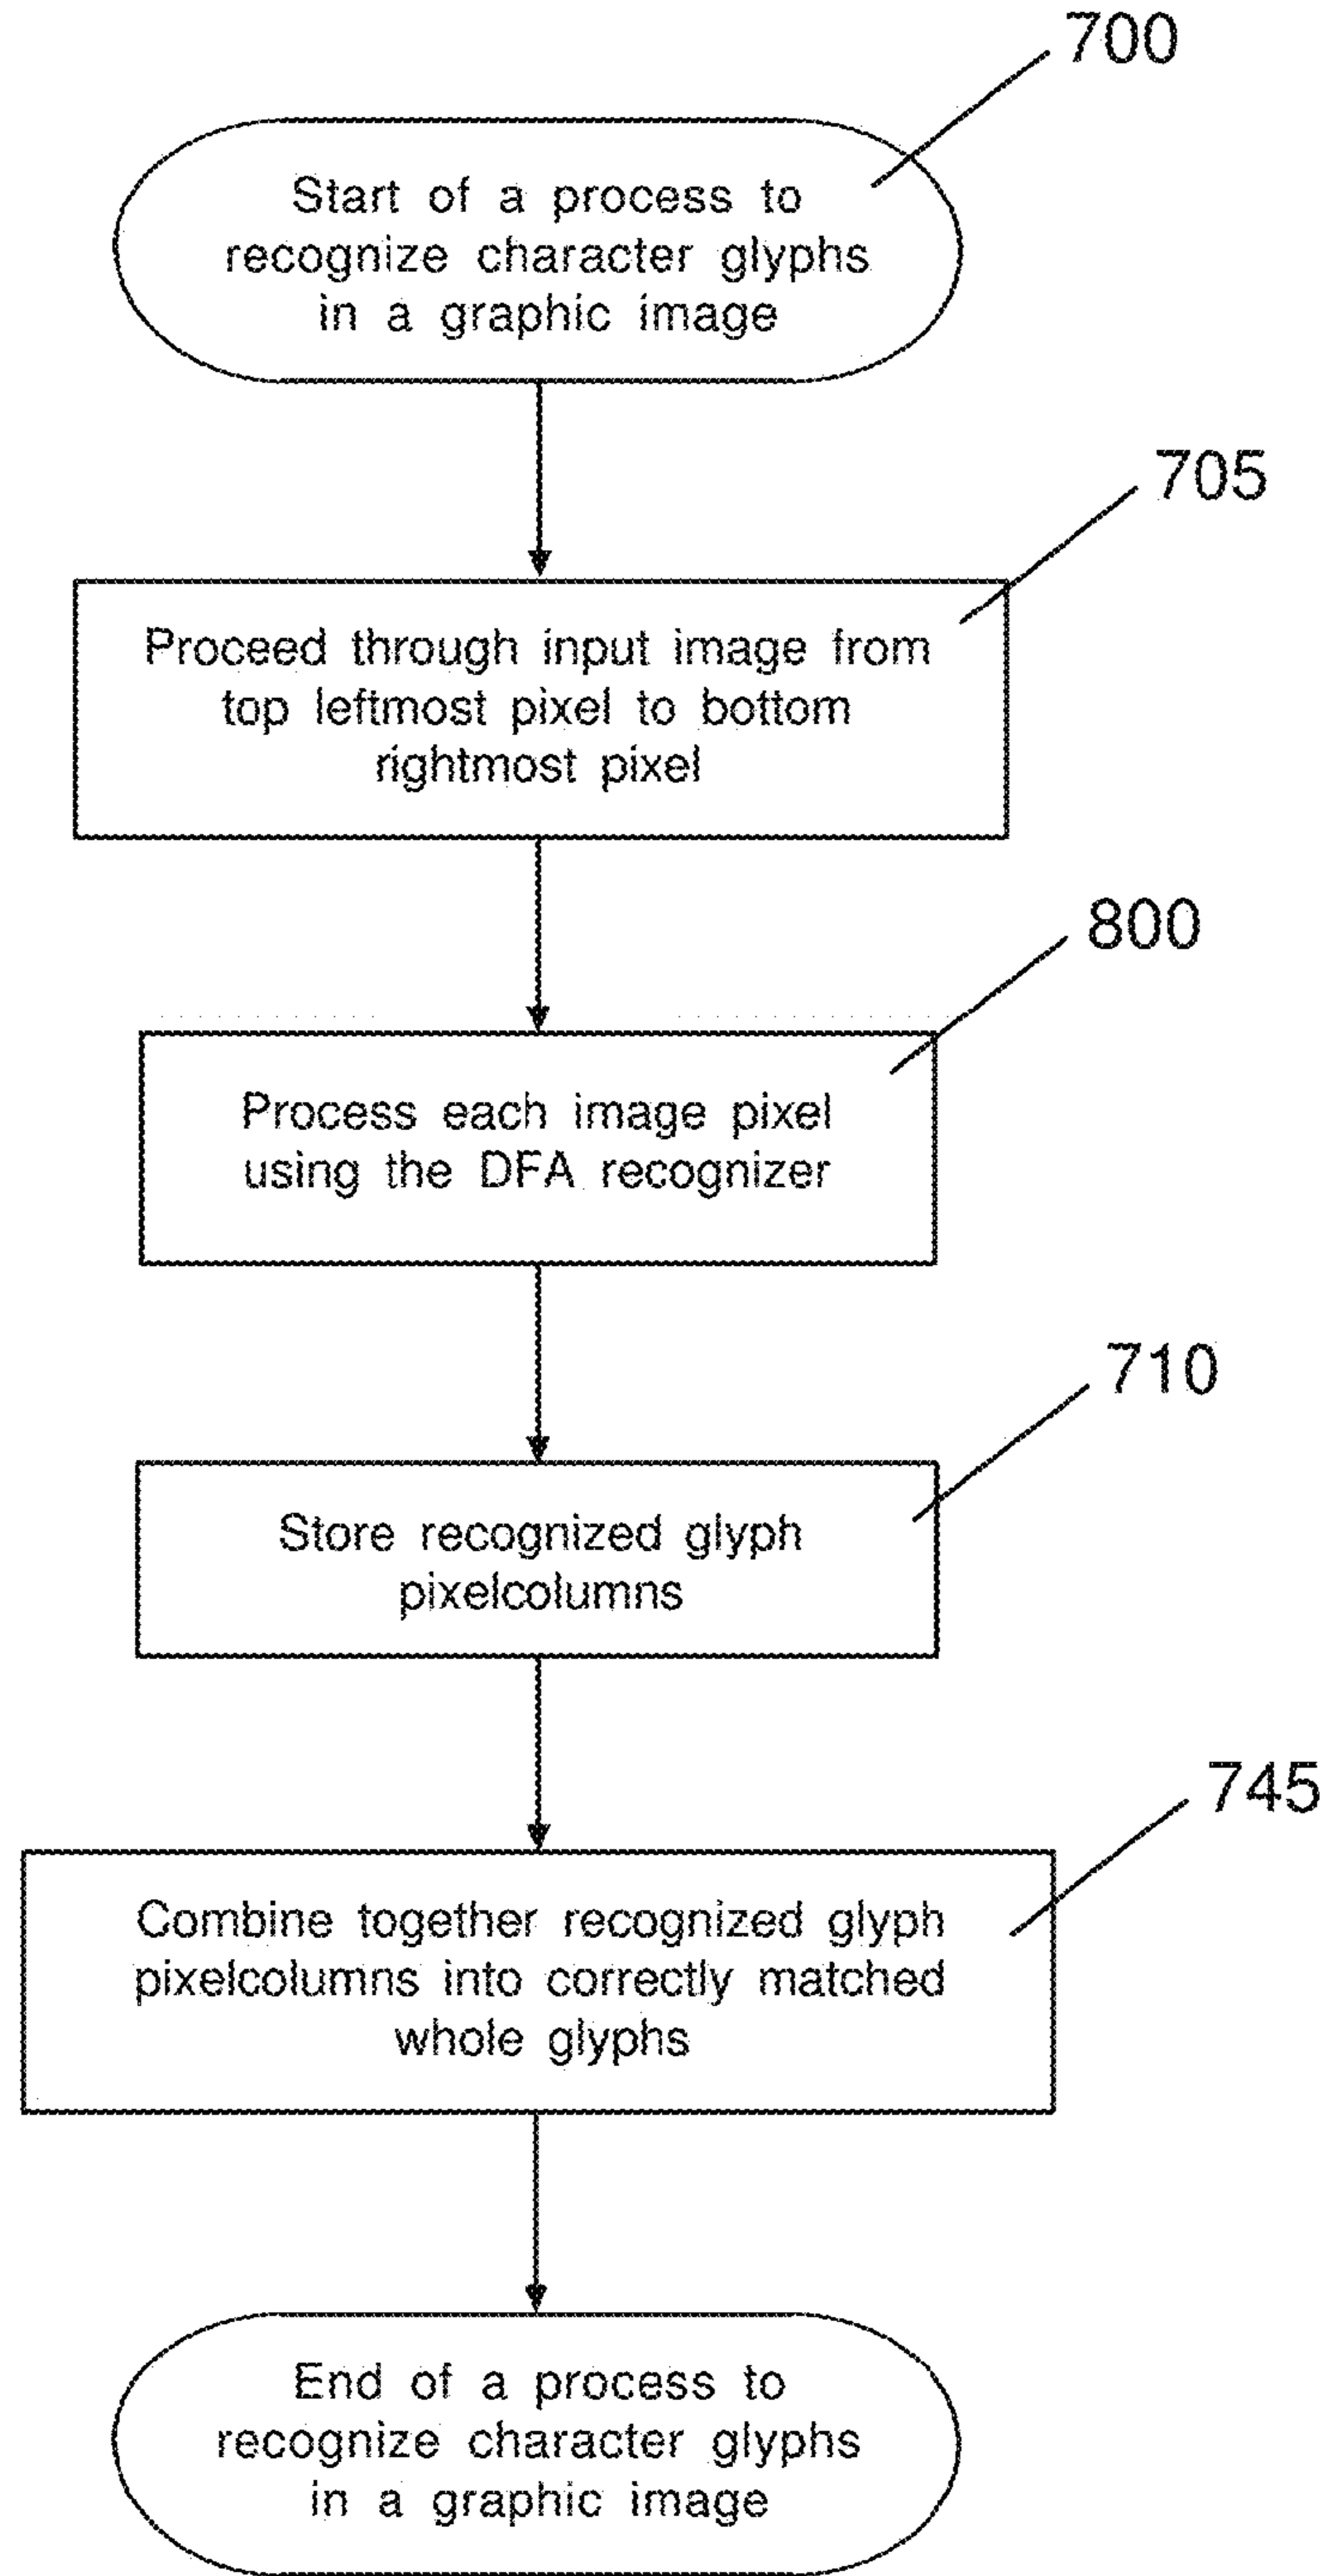 700
Start of a process to
recognize character glyphs
in a graphic image
705
Proceed through input image from
top leftmost pixel to bottom
rightmost pixel
800
Process each image pixel
using the DFA recognizer
710
Store recognized glyph
pixelcolumns
745
Combine together recognized glyph
pixelcolumns into correctly matched
whole glyphs
End of a process to
recognize character glyphs
in a graphic image